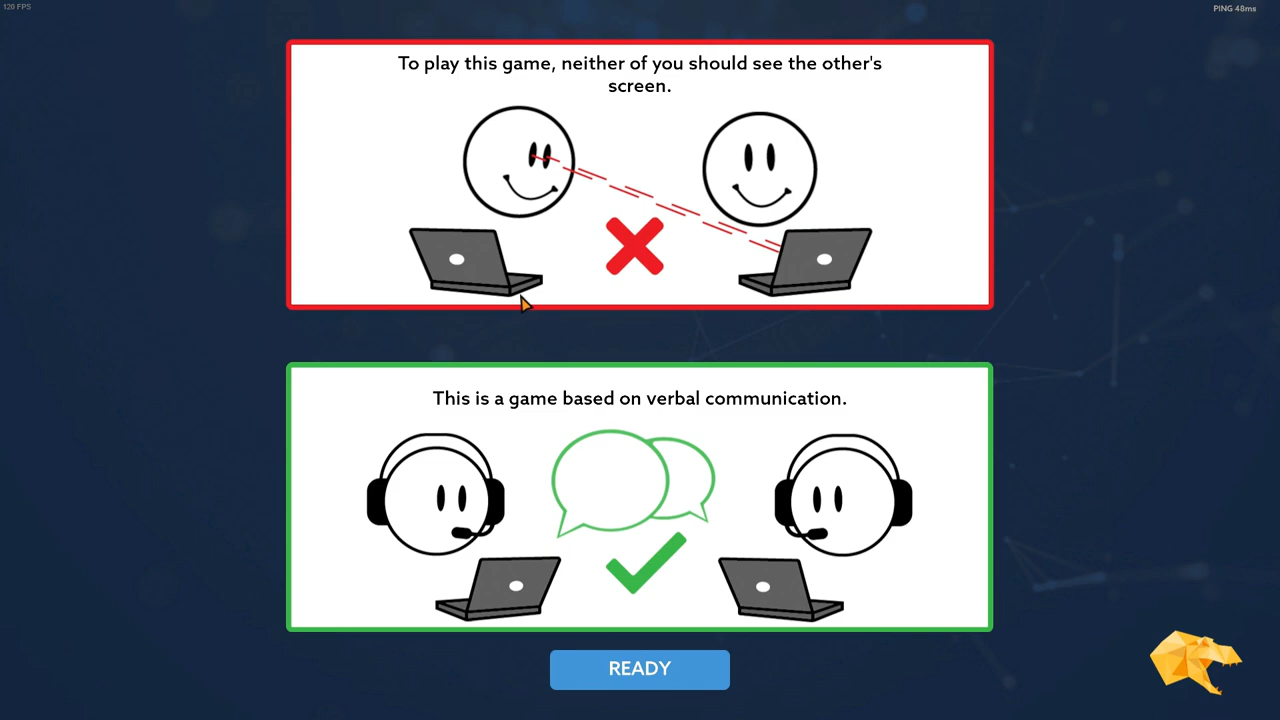 120 FPS
PING 48ms
To play this game, neither of you should see the other's
screen.
This is a game based on verbal communication.
READY